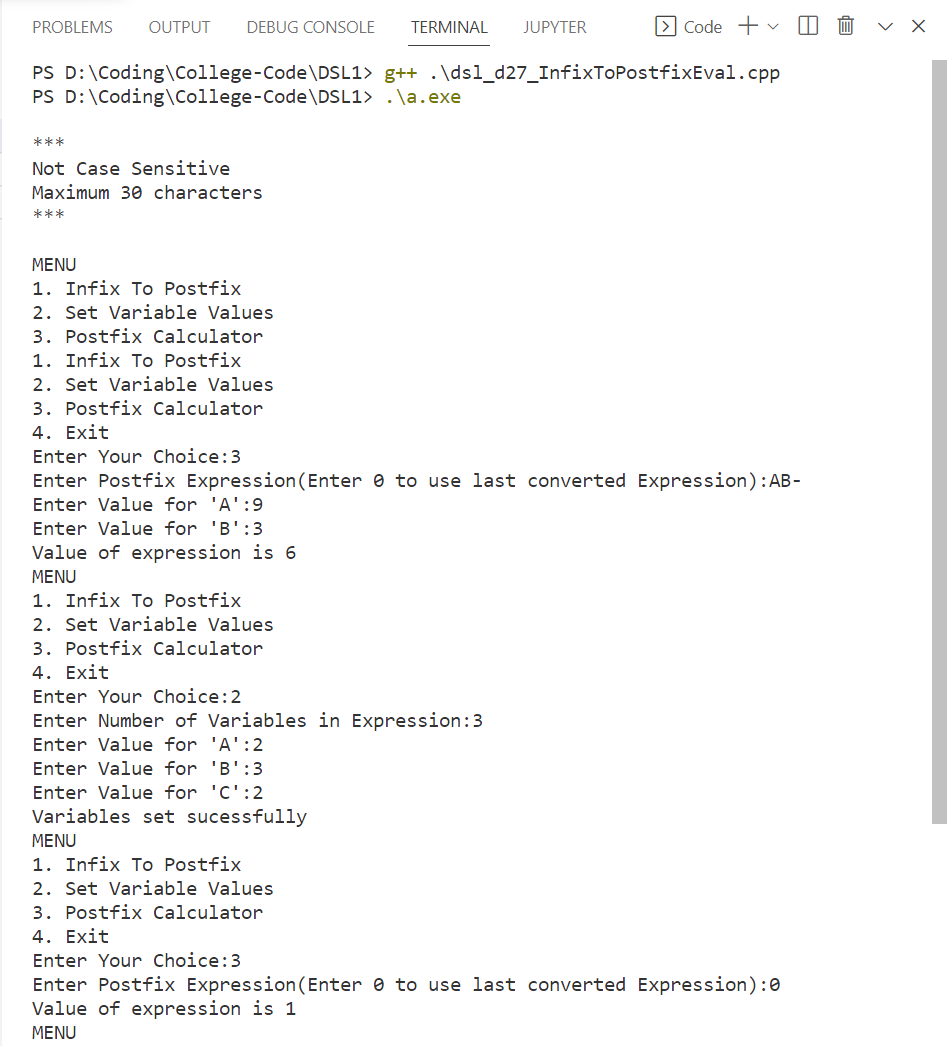 PROBLEMS OUTPUT DEBUG CONSOLE TERMINAL JUPYTER Code
PS D:\Coding\College-Code\DSL1> g++ .\dsl_d27_InfixToPostfixEval.cpp
PS D:\Coding\College-Code\DSL1> .\a.exe
***
Not Case Sensitive
Maximum 30 characters
***
MENU
1. Infix To Postfix
2. Set Variable Values
3. Postfix Calculator
1. Infix To Postfix
2. Set Variable Values
3. Postfix Calculator
4. Exit
Enter Your Choice:3
Enter Postfix Expression(Enter 0 to use last converted Expression):AB-
Enter Value for 'A':9
Enter Value for 'B':3
Value of expression is 6
MENU
1. Infix To Postfix
2. Set Variable Values
3. Postfix Calculator
4. Exit
Enter Your Choice:2
Enter Number of Variables in Expression:3
Enter Value for 'A':2
Enter Value for 'B':3
Enter Value for 'C':2
Variables set sucessfully
MENU
1. Infix To Postfix
2. Set Variable Values
3. Postfix Calculator
4. Exit
Enter Your Choice:3
Enter Postfix Expression(Enter 0 to use last converted Expression):0
Value of expression is 1
MENU